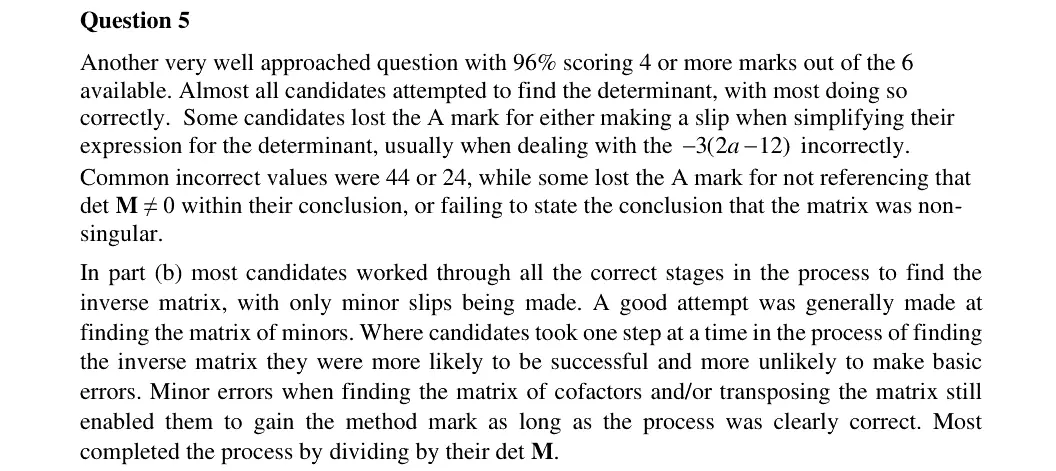 Question 5
Another very well approached question with 96% scoring 4 or more marks out of the 6
available. Almost all candidates attempted to find the determinant, with most doing so
correctly.  Some candidates lost the A mark for either making a slip when simplifying their
expression for the determinant, usually when dealing with the −3(2a−12) incorrectly.
Common incorrect values were 44 or 24, while some lost the A mark for not referencing that
det M ≠ 0 within their conclusion, or failing to state the conclusion that the matrix was non-
singular.
In part (b) most candidates worked through all the correct stages in the process to find the
inverse matrix, with only minor slips being made. A good attempt was generally made at
finding the matrix of minors. Where candidates took one step at a time in the process of finding
the inverse matrix they were more likely to be successful and more unlikely to make basic
errors. Minor errors when finding the matrix of cofactors and/or transposing the matrix still
enabled them to gain the method mark as long as the process was clearly correct. Most
completed the process by dividing by their det M.